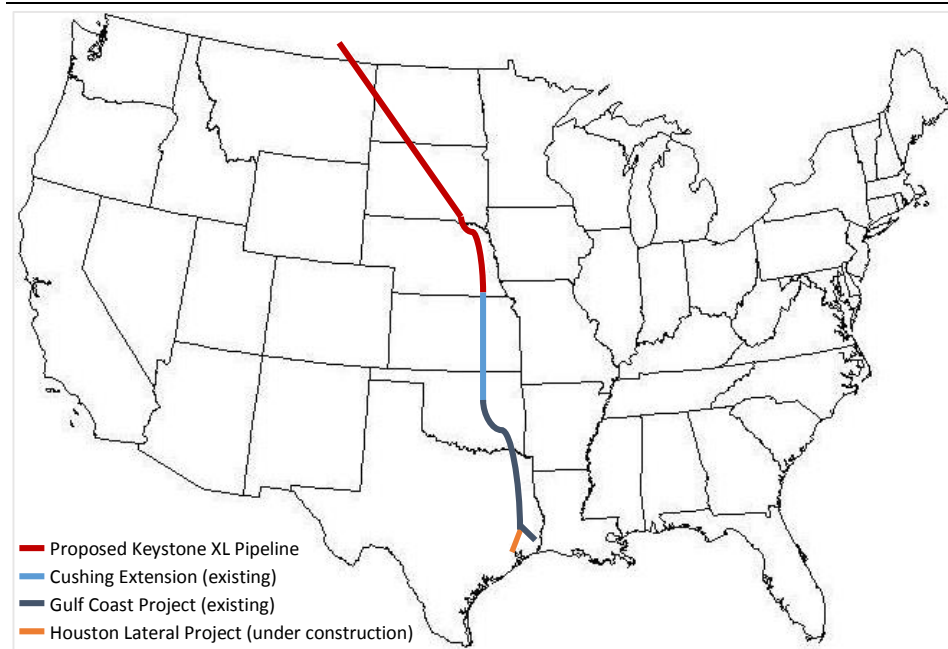 Proposed Keystone XL Pipeline
Cushing Extension (existing)
Gulf Coast Project (existing)
Houston Lateral Project (under construction)